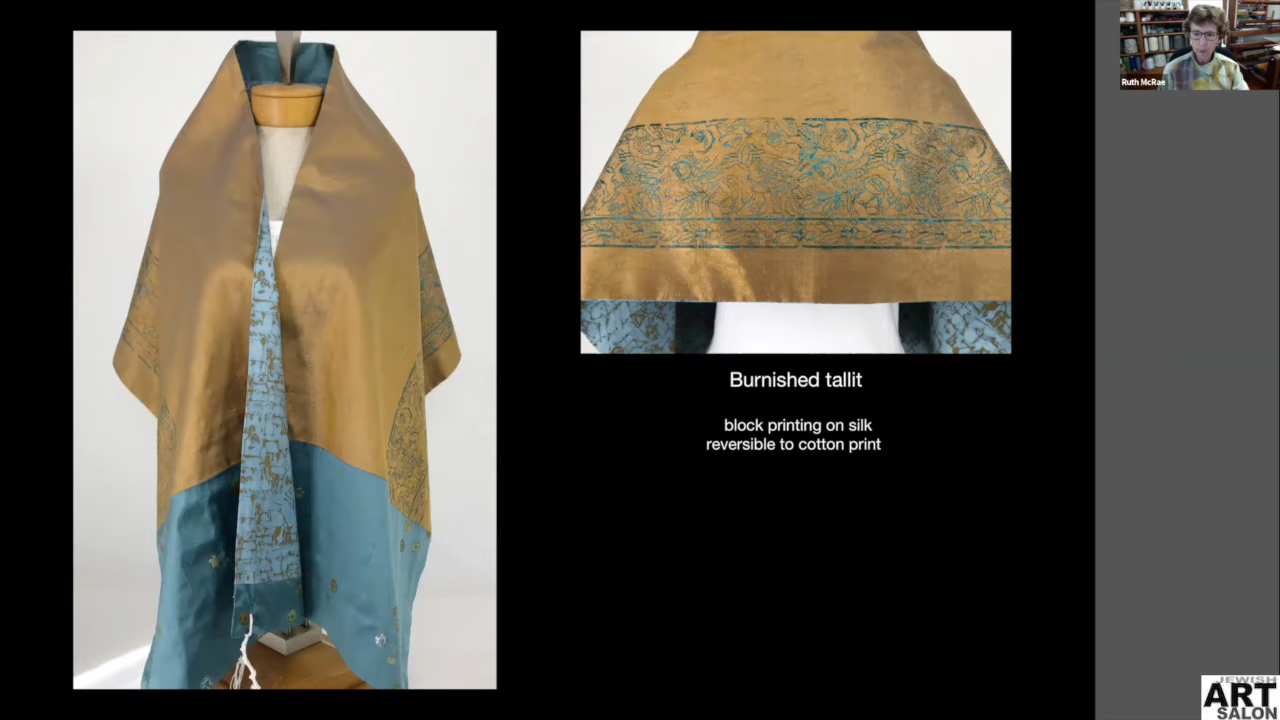 Ruth McRae
Burnished tallit
block printing on silk
reversible to cotton print
JEWISH
ART
SALON